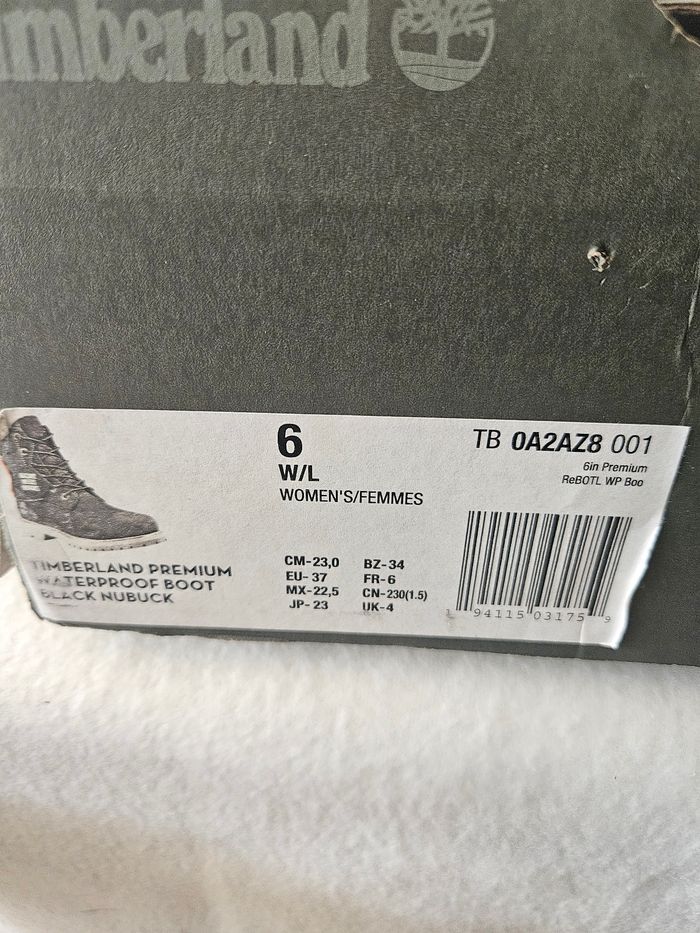 imberland
6
W/L
WOMEN'S/FEMMES
TB 0A2AZ8 001
6in Premium
ReBOTL WP Boo
TIMBERLAND PREMIUM
WATERPROOF BOOT
BLACK NUBUCK
CM-23,0 BZ-34
EU-37 FR-6
MX-22,5 CN-230(1.5)
JP-23 UK-4
1 94115 03175 9